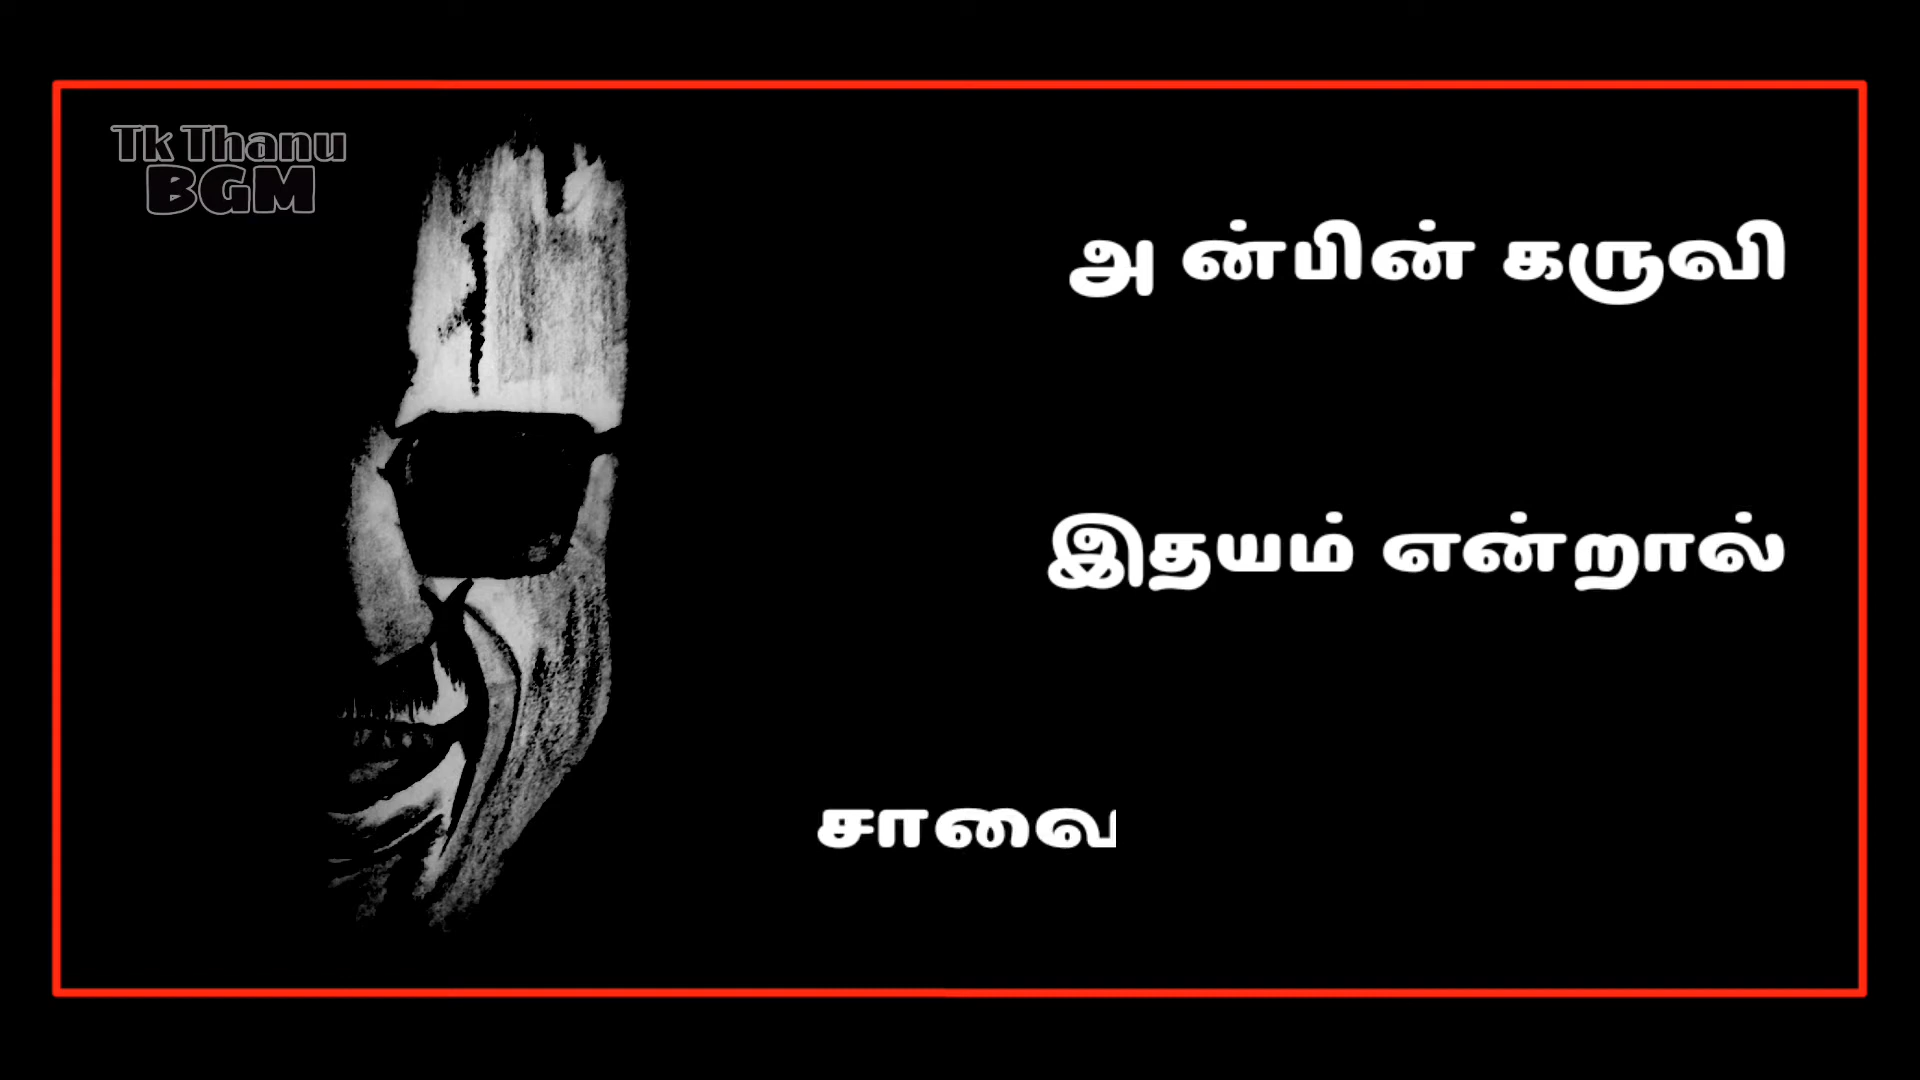 Tk Thanu
BGM
அ ன்பின் கருவி
இதயம் என்றால்
சாவை